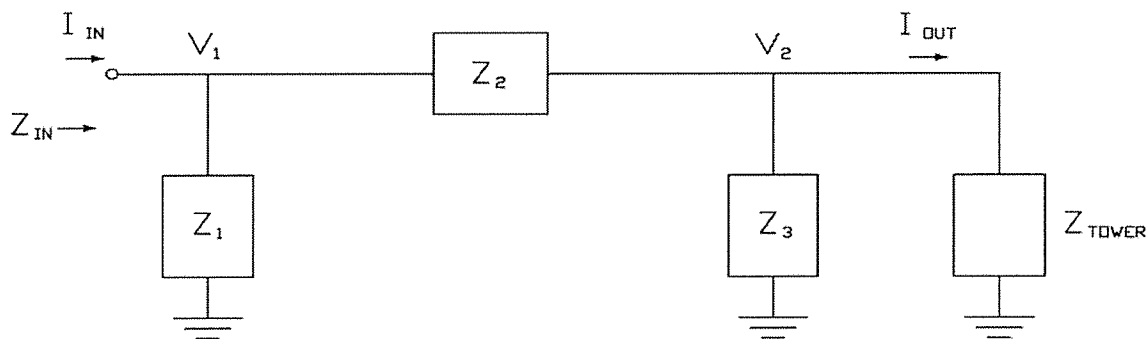 I IN
V1
Z2
V2
I OUT
Z IN
Z1
Z3
Z TOWER